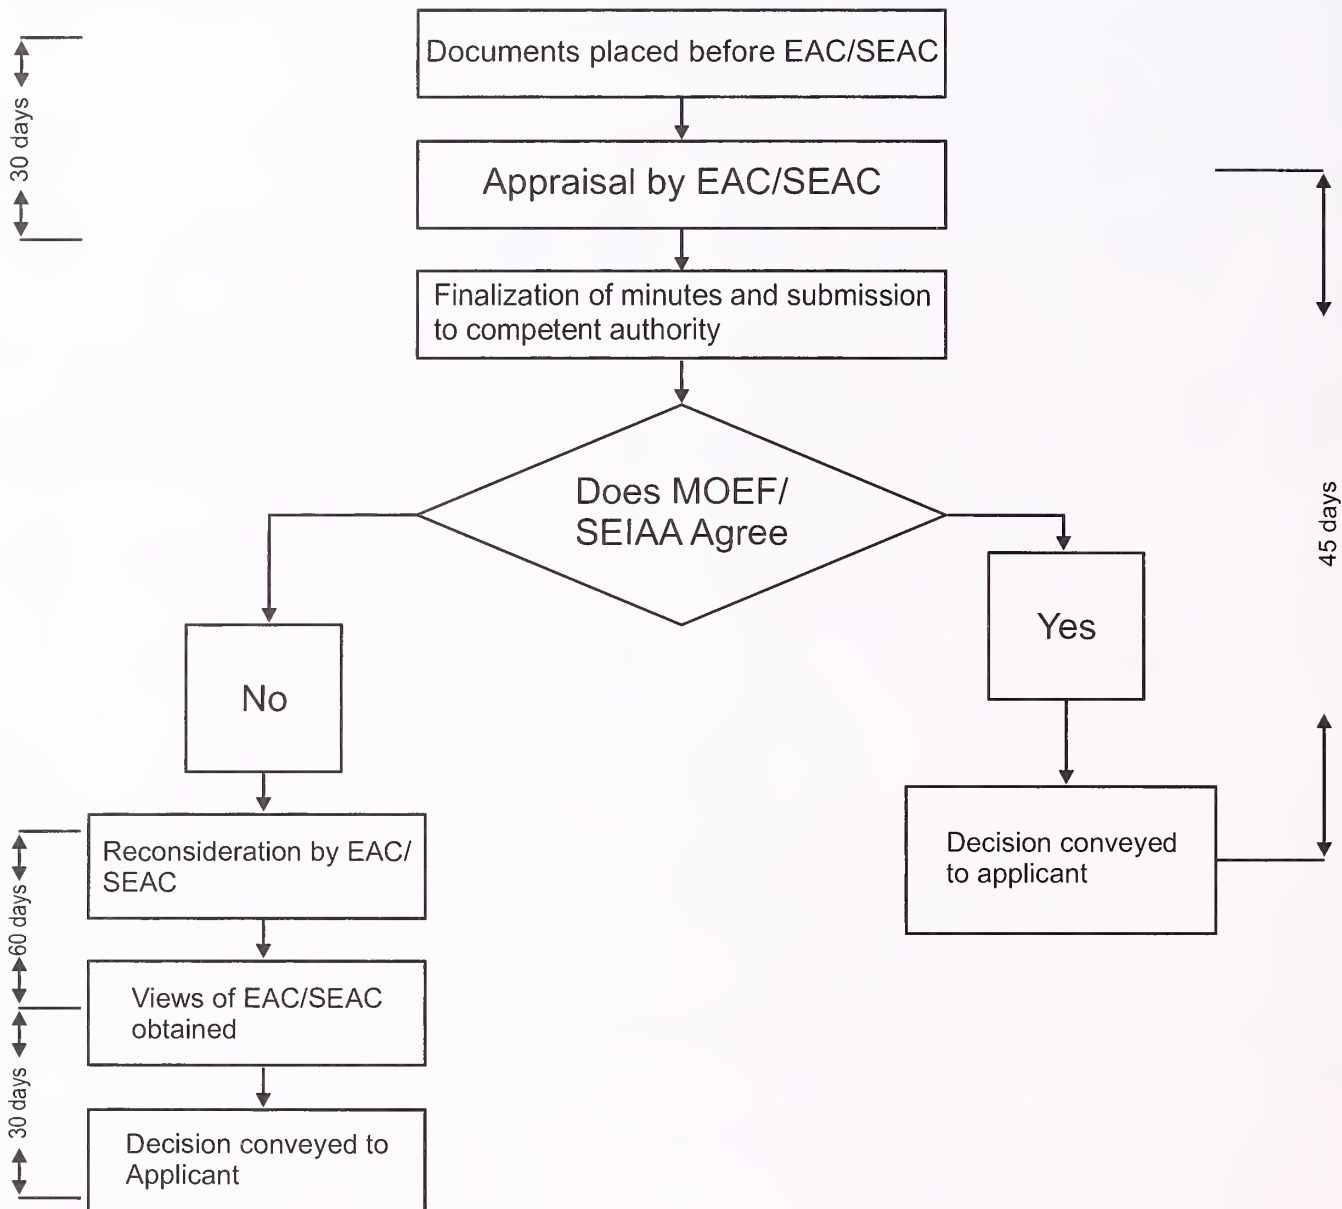 Documents placed before EAC/SEAC
30 days
Appraisal by EAC/SEAC
Finalization of minutes and submission
to competent authority
Does MOEF/
SEIAA Agree
45 days
Yes
No
Decision conveyed
to applicant
Reconsideration by EAC/
SEAC
60 days
Views of EAC/SEAC
obtained
30 days
Decision conveyed to
Applicant